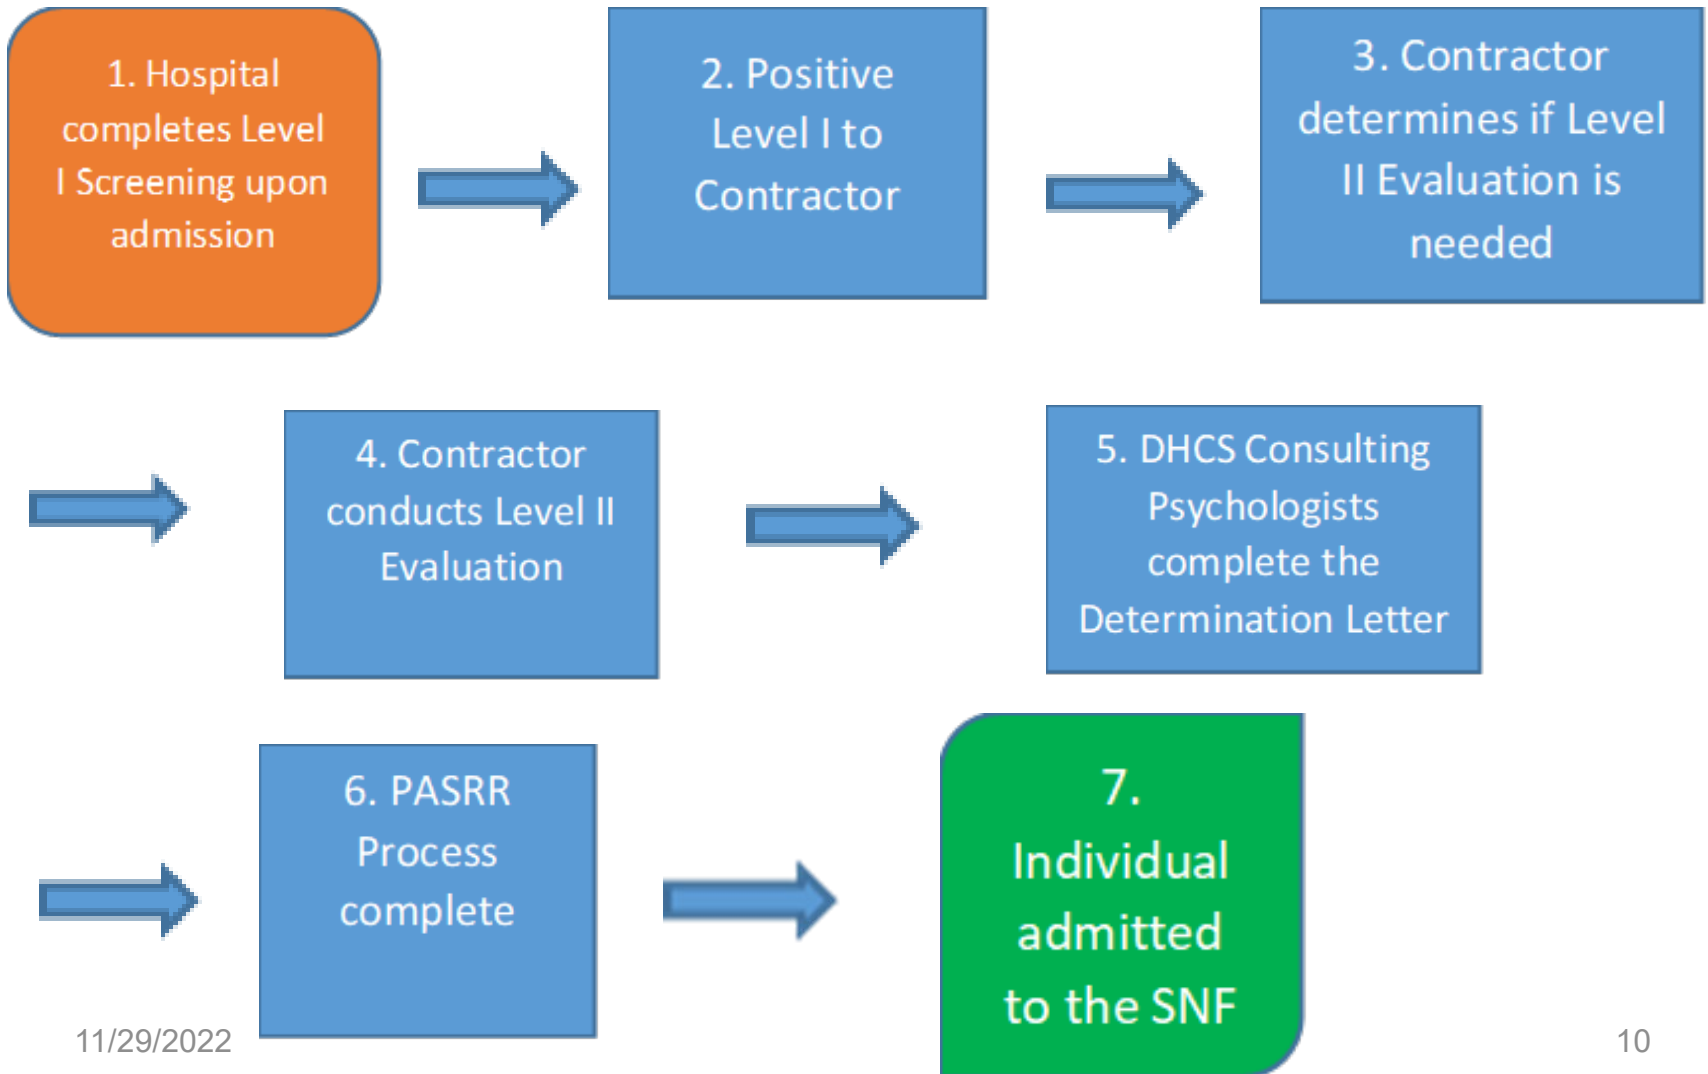 1. Hospital
completes Level
I Screening upon
admission
2. Positive
Level I to
Contractor
3. Contractor
determines if Level
II Evaluation is
needed
4. Contractor
conducts Level II
Evaluation
5. DHCS Consulting
Psychologists
complete the
Determination Letter
6. PASRR
Process
complete
7.
Individual
admitted
to the SNF
11/29/2022
10